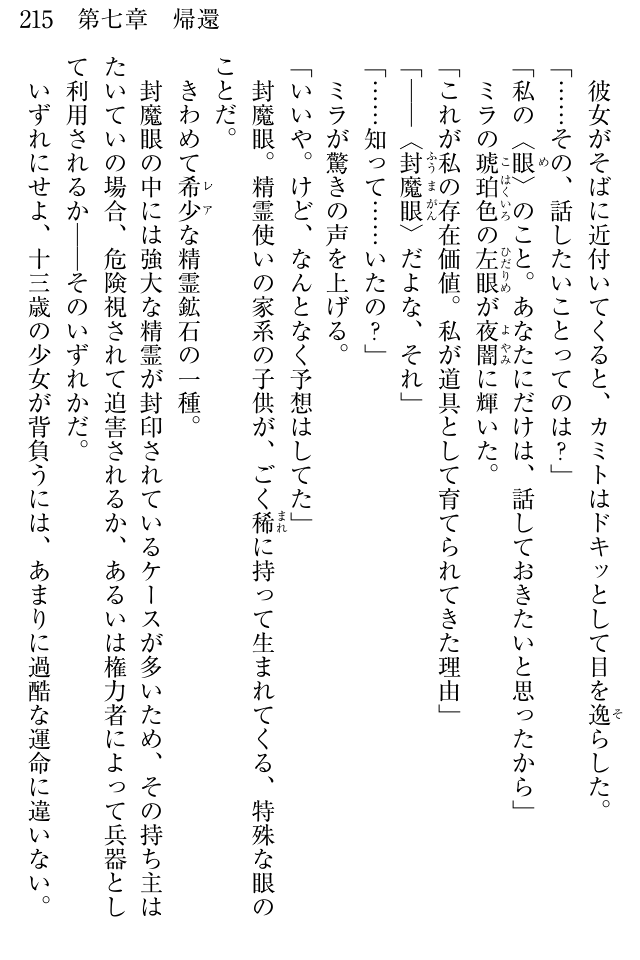 215　第七章　帰還
彼女がそばに近付いてくると、カミトはドキッとして目を逸らした。
「……その、話したいことってのは？」
「私の〈眼〉のこと。あなたにだけは、話しておきたいと思ったから」
ミラの琥珀色の左眼が夜闇に輝いた。
「これが私の存在価値。私が道具として育てられてきた理由」
「――〈封魔眼〉だよな、それ」
「……知って……いたの？」
ミラが驚きの声を上げる。
「いいや。けど、なんとなく予想はしてた」
封魔眼。精霊使いの家系の子供が、ごく稀に持って生まれてくる、特殊な眼の
ことだ。
きわめて希少な精霊鉱石の一種。
封魔眼の中には強大な精霊が封印されているケースが多いため、その持ち主は
たいていの場合、危険視されて迫害されるか、あるいは権力者によって兵器とし
て利用されるか――そのいずれかだ。
いずれにせよ、十三歳の少女が背負うには、あまりに過酷な運命に違いない。